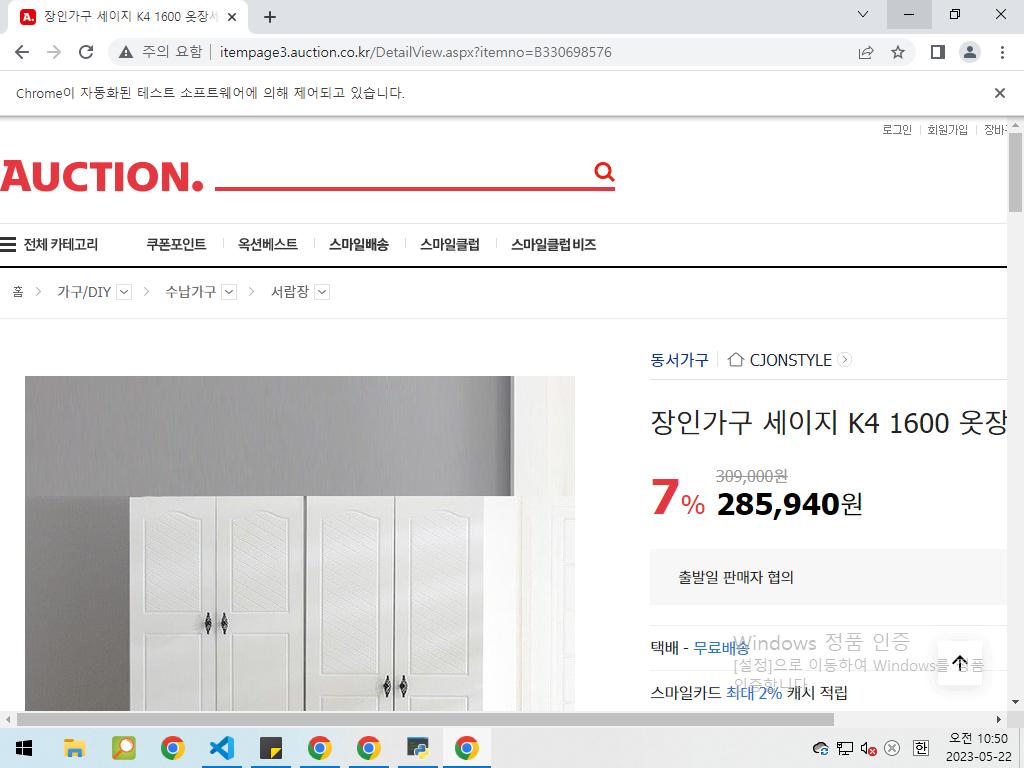 장인가구 세이지 K4 1600 옷장세
주의 요함
itempage3.auction.co.kr/DetailView.aspx?itemno=B330698576
Chrome이 자동화된 테스트 소프트웨어에 의해 제어되고 있습니다.
로그인 회원가입 장바구
AUCTION.
전체 카테고리 쿠폰포인트 옥션베스트 스마일배송 스마일클럽 스마일클럽 비즈
홈 가구/DIY 수납가구 서랍장
동서가구 CJONSTYLE
장인가구 세이지 K4 1600 옷장
309,000원
7% 285,940원
출발일 판매자 협의
택배 - 무료배송
Windows 정품 인증
[설정]으로 이동하여 Windows를 정품
인증합니다.
스마일카드 최대 2% 캐시 적립
한
오전 10:50
2023-05-22